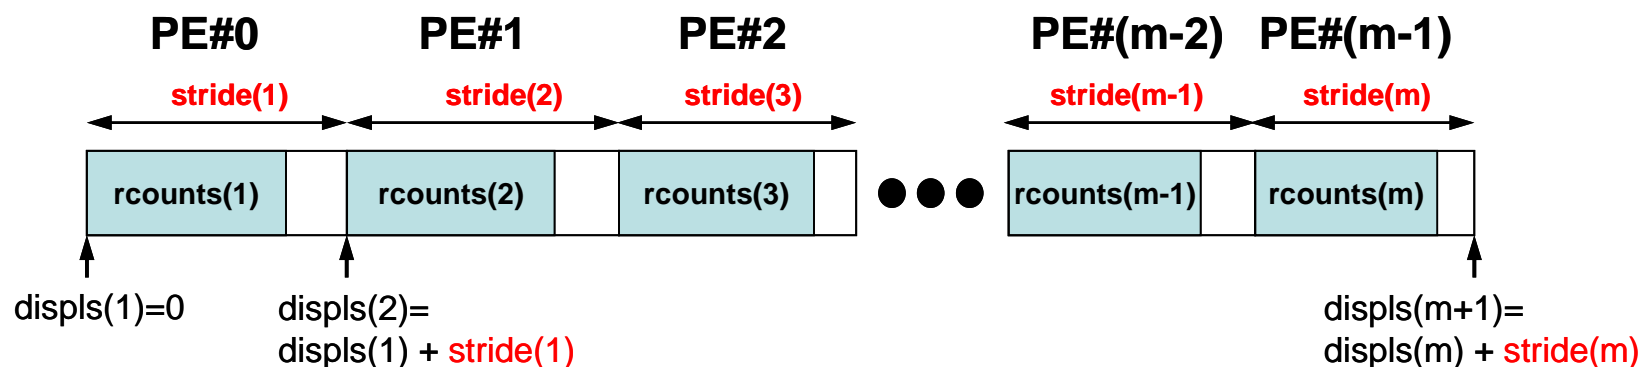 PE#0 PE#1 PE#2 PE#(m-2) PE#(m-1)
stride(1) stride(2) stride(3) stride(m-1) stride(m)
rcounts(1) rcounts(2) rcounts(3) rcounts(m-1) rcounts(m)
displs(1)=0 displs(2)= displs(m+1)=
displs(1) + stride(1) displs(m) + stride(m)